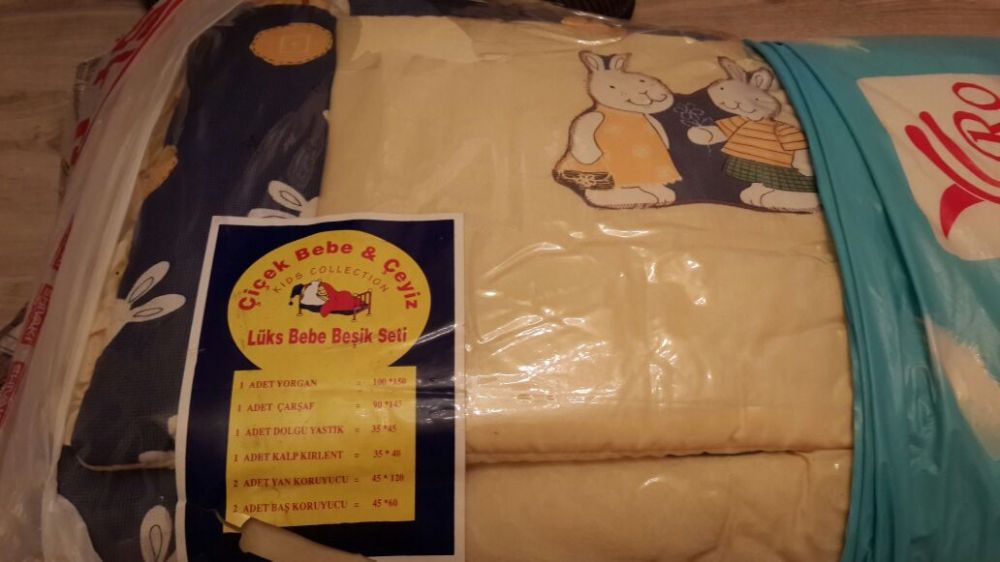 Çiçek Bebe & Çeyiz
KIDS COLLECTION
Lüks Bebe Beşik Seti
1 ADET YORGAN = 100 *150
1 ADET ÇARŞAF = 90 *145
1 ADET DOLGU YASTIK = 35 *45
1 ADET KALP KIRLENT = 35 * 40
2 ADET YAN KORUYUCU = 45 * 120
2 ADET BAŞ KORUYUCU = 45 *60